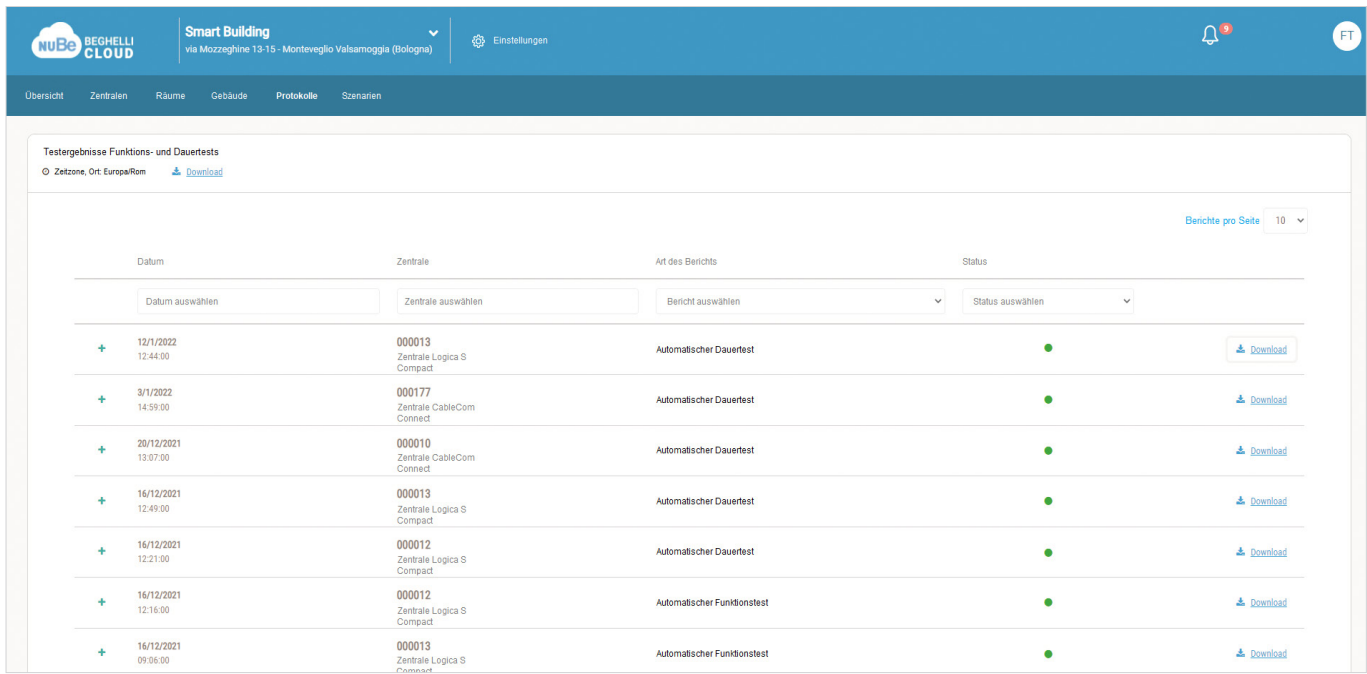 NuBe BEGHELLI CLOUD
Smart Building
via Mozzeghine 13-15 - Monteveglio Valsamoggia (Bologna)
Einstellungen
9
FT
Übersicht Zentralen Räume Gebäude Protokolle Szenarien
Testergebnisse Funktions- und Dauertests
Zeitzone, Ort: Europa/Rom Download
Berichte pro Seite 10
Datum Zentrale Art des Berichts Status
Datum auswählen Zentrale auswählen Bericht auswählen Status auswählen
+ 12/1/2022 000013
12:44:00 Zentrale Logica S Automatischer Dauertest Download
Compact
+ 3/1/2022 000177
14:59:00 Zentrale CableCom Automatischer Dauertest Download
Connect
+ 20/12/2021 000010
13:07:00 Zentrale CableCom Automatischer Dauertest Download
Connect
+ 16/12/2021 000013
12:49:00 Zentrale Logica S Automatischer Dauertest Download
Compact
+ 16/12/2021 000012
12:21:00 Zentrale Logica S Automatischer Dauertest Download
Compact
+ 16/12/2021 000012
12:16:00 Zentrale Logica S Automatischer Funktionstest Download
Compact
+ 16/12/2021 000013
09:06:00 Zentrale Logica S Automatischer Funktionstest Download
Compact